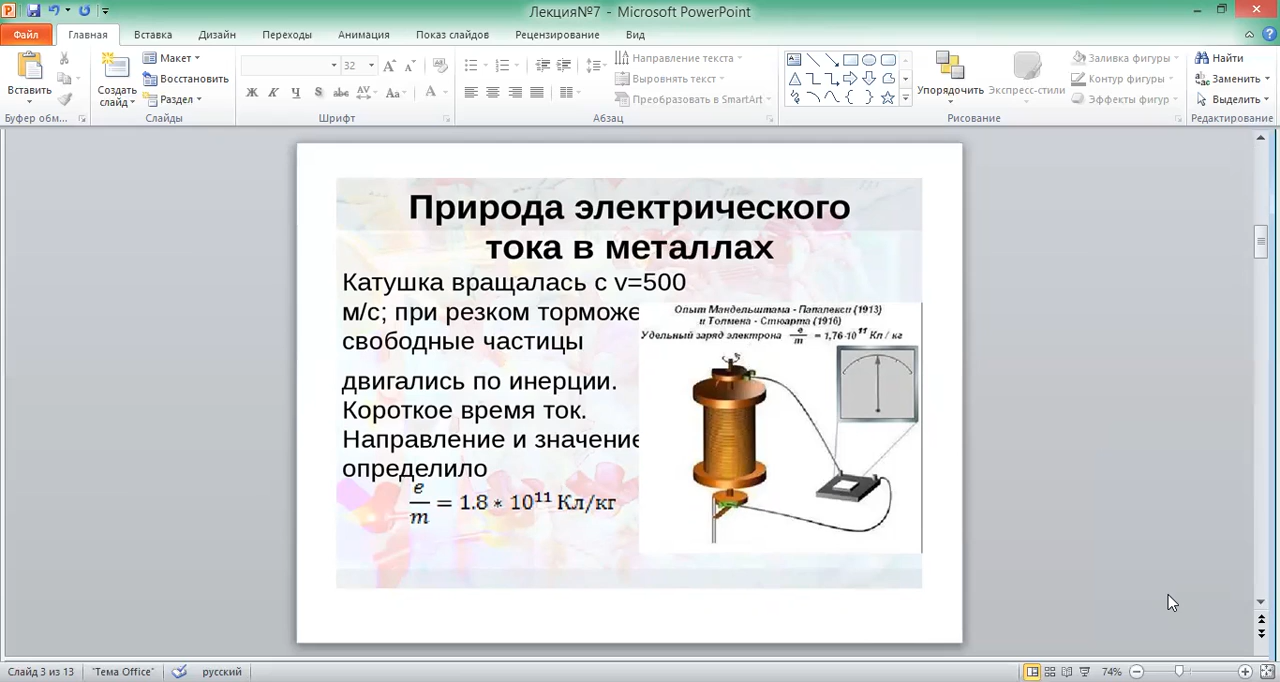 Лекция№7 - Microsoft PowerPoint
Файл Главная Вставка Дизайн Переходы Анимация Показ слайдов Рецензирование Вид
Вставить
Буфер обм...
Создать слайд
Макет
Восстановить
Раздел
Слайды
32
Ж К Ч S abc AV Aa A
Шрифт
Направление текста
Выровнять текст
Преобразовать в SmartArt
Абзац
Упорядочить
Экспресс-стили
Заливка фигуры
Контур фигуры
Эффекты фигур
Рисование
Найти
Заменить
Выделить
Редактирование
Природа электрического
тока в металлах
Катушка вращалась с v=500
м/с; при резком торможе
свободные частицы
двигались по инерции.
Короткое время ток.
Направление и значение
определило
e/m = 1.8 * 10¹¹ Кл/кг
Опыт Мандельштама - Папалекси (1913)
и Толмена - Стюарта (1916)
Удельный заряд электрона e/m = 1,76·10¹¹ Кл / кг
Слайд 3 из 13 "Тема Office" русский 74%